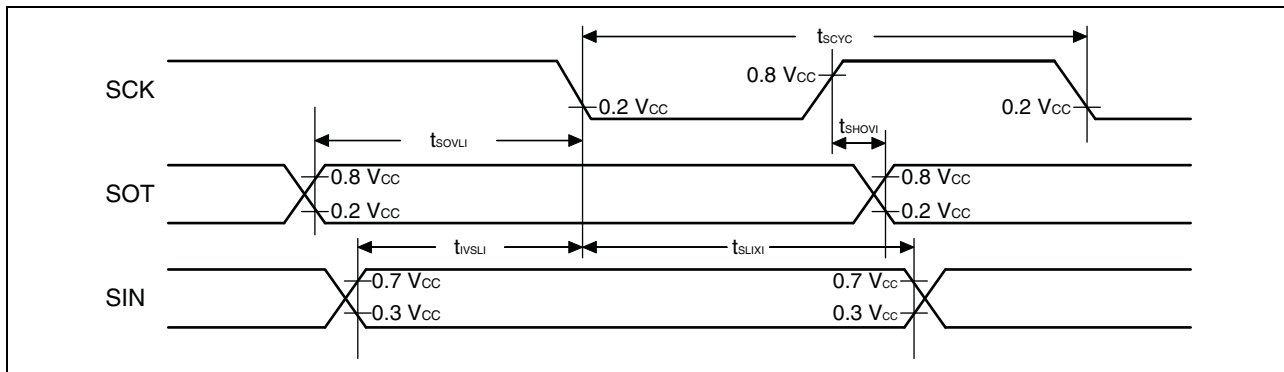 tSCYC
SCK
0.8 VCC
0.2 VCC
0.2 VCC
tSOVLI
tSHOVI
SOT
0.8 VCC
0.2 VCC
0.8 VCC
0.2 VCC
tIVSLI
tSLIXI
SIN
0.7 VCC
0.3 VCC
0.7 VCC
0.3 VCC